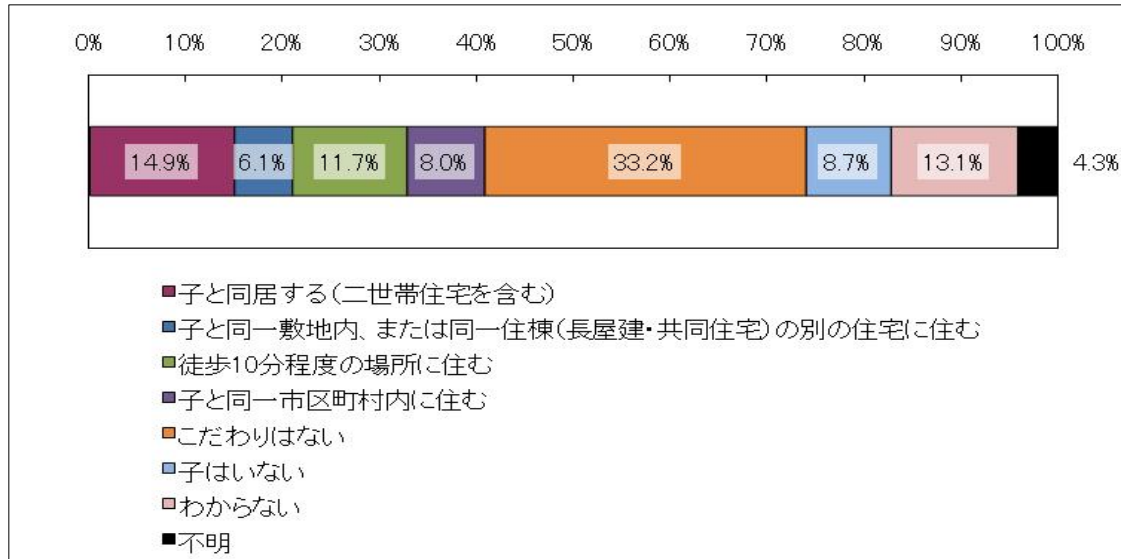 0% 10% 20% 30% 40% 50% 60% 70% 80% 90% 100%
14.9% 6.1% 11.7% 8.0% 33.2% 8.7% 13.1% 4.3%
■子と同居する(二世帯住宅を含む)
■子と同一敷地内、または同一住棟(長屋建・共同住宅)の別の住宅に住む
■徒歩10分程度の場所に住む
■子と同一市区町村内に住む
■こだわりはない
■子はいない
■わからない
■不明